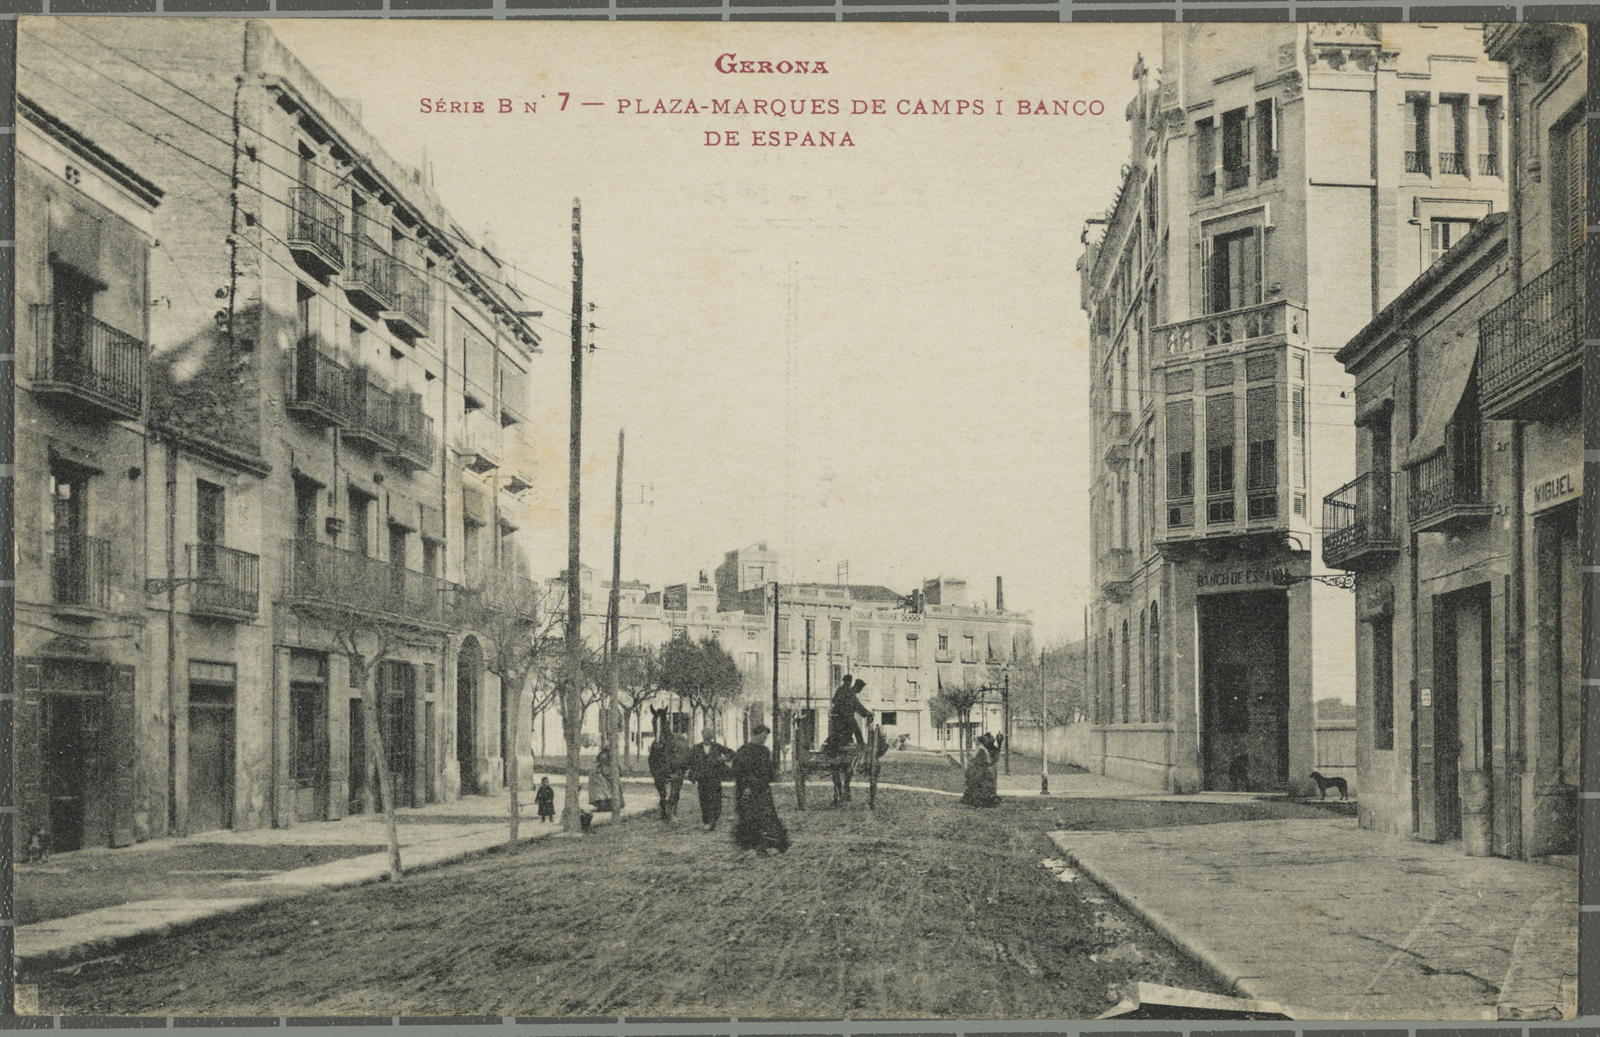 GERONA
SÉRIE B N· 7 — PLAZA-MARQUES DE CAMPS I BANCO
DE ESPANA
BANCO DE ESPAÑA
MIGUEL